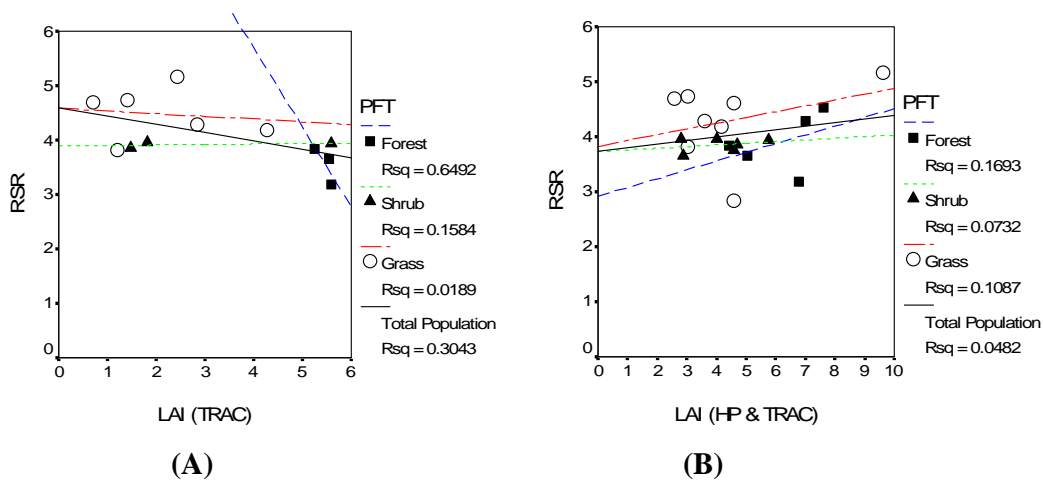 6
5
4
3
2
1
0
RSR
0 1 2 3 4 5 6
LAI (TRAC)
PFT
Forest
Rsq = 0.6492
Shrub
Rsq = 0.1584
Grass
Rsq = 0.0189
Total Population
Rsq = 0.3043
(A)
6
5
4
3
2
1
0
RSR
0 1 2 3 4 5 6 7 8 9 10
LAI (HP & TRAC)
PFT
Forest
Rsq = 0.1693
Shrub
Rsq = 0.0732
Grass
Rsq = 0.1087
Total Population
Rsq = 0.0482
(B)